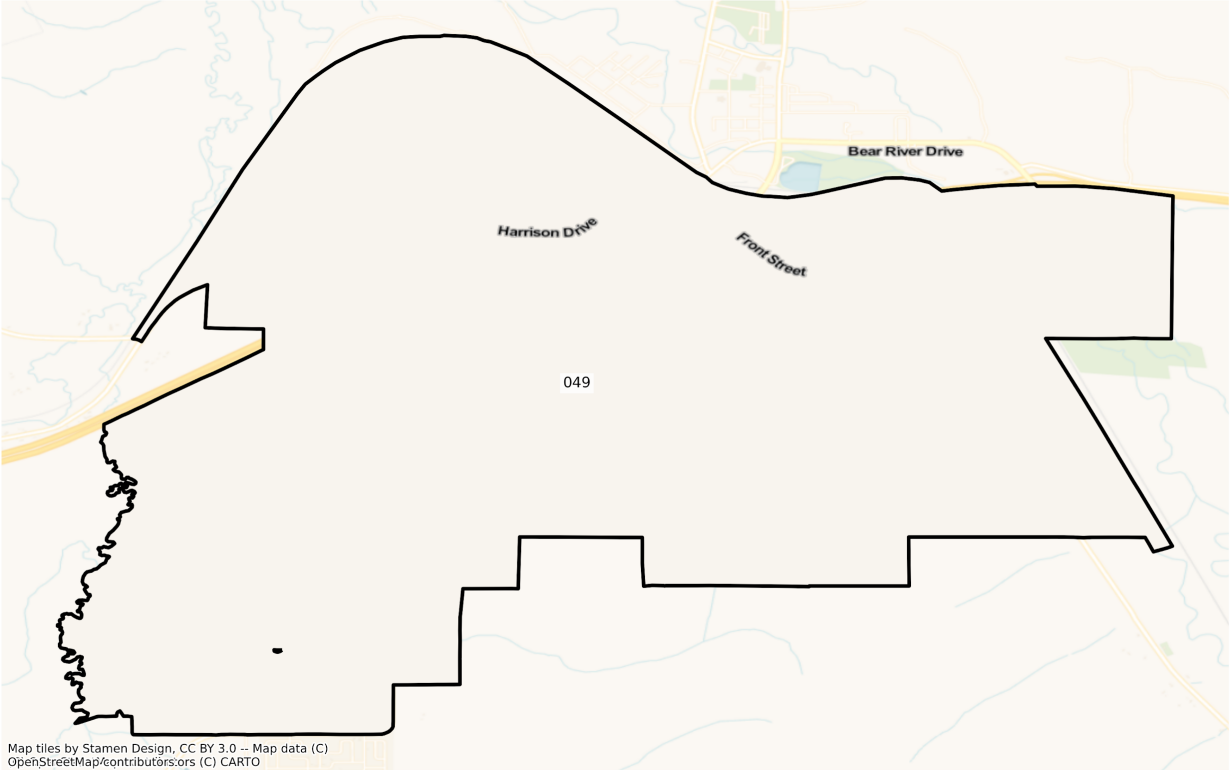 Bear River Drive
Harrison Drive
Front Street
049
Map tiles by Stamen Design, CC BY 3.0 -- Map data (C)
OpenStreetMap contributors.ors (C) CARTO